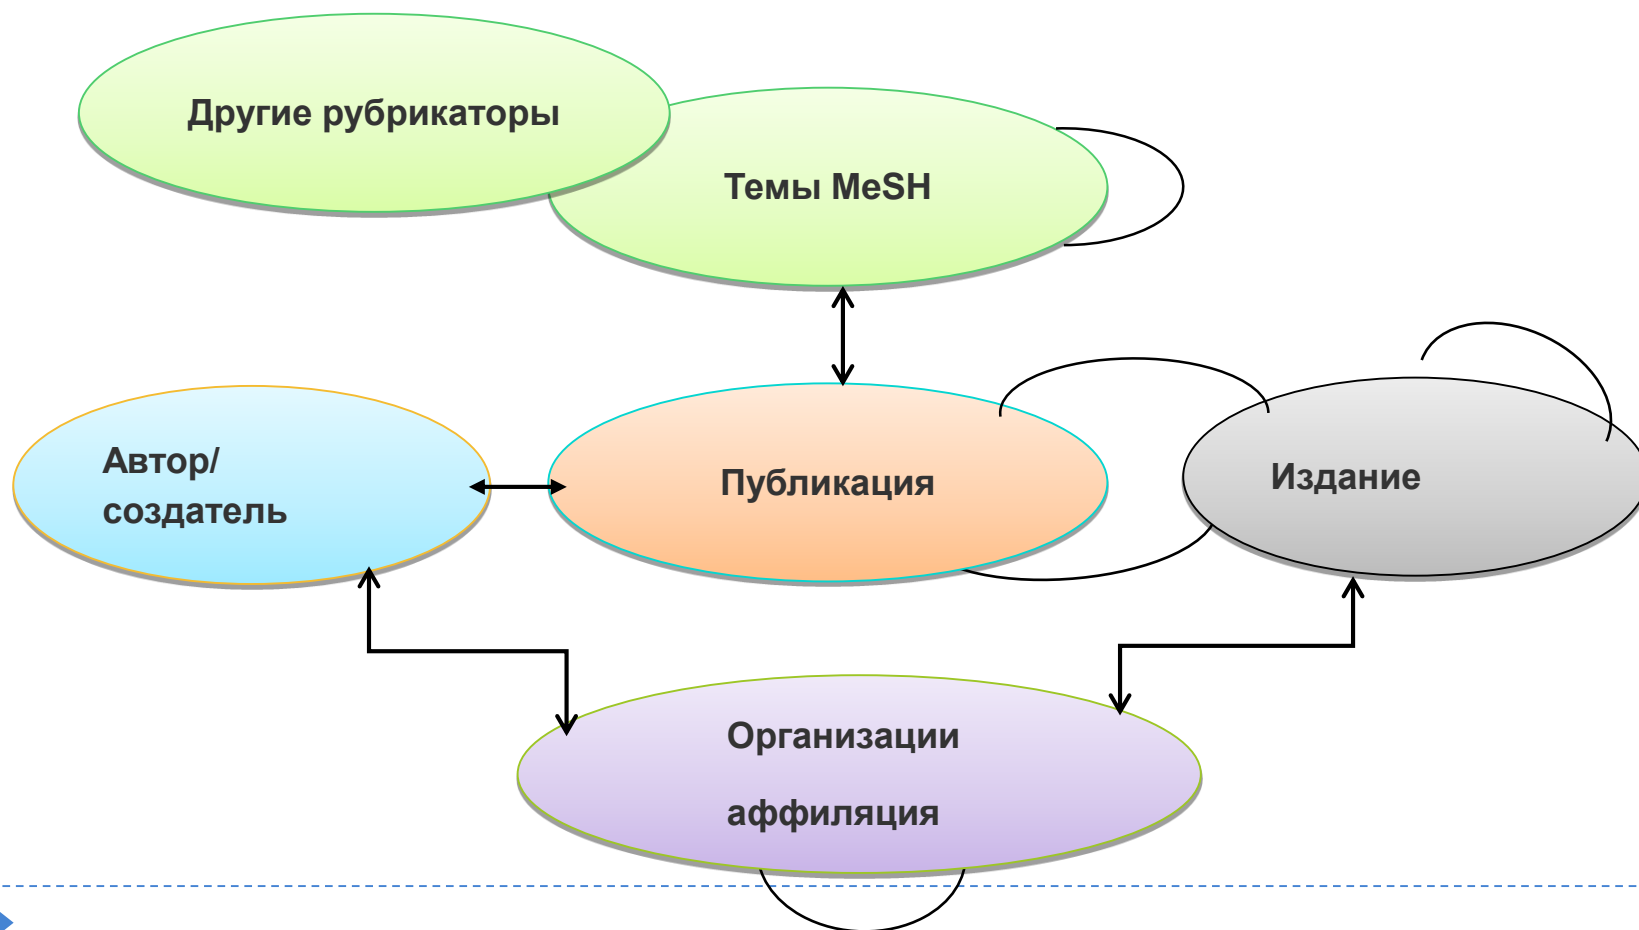 Другие рубрикаторы
Темы MeSH
Автор/
создатель
Публикация
Издание
Организации
аффиляция